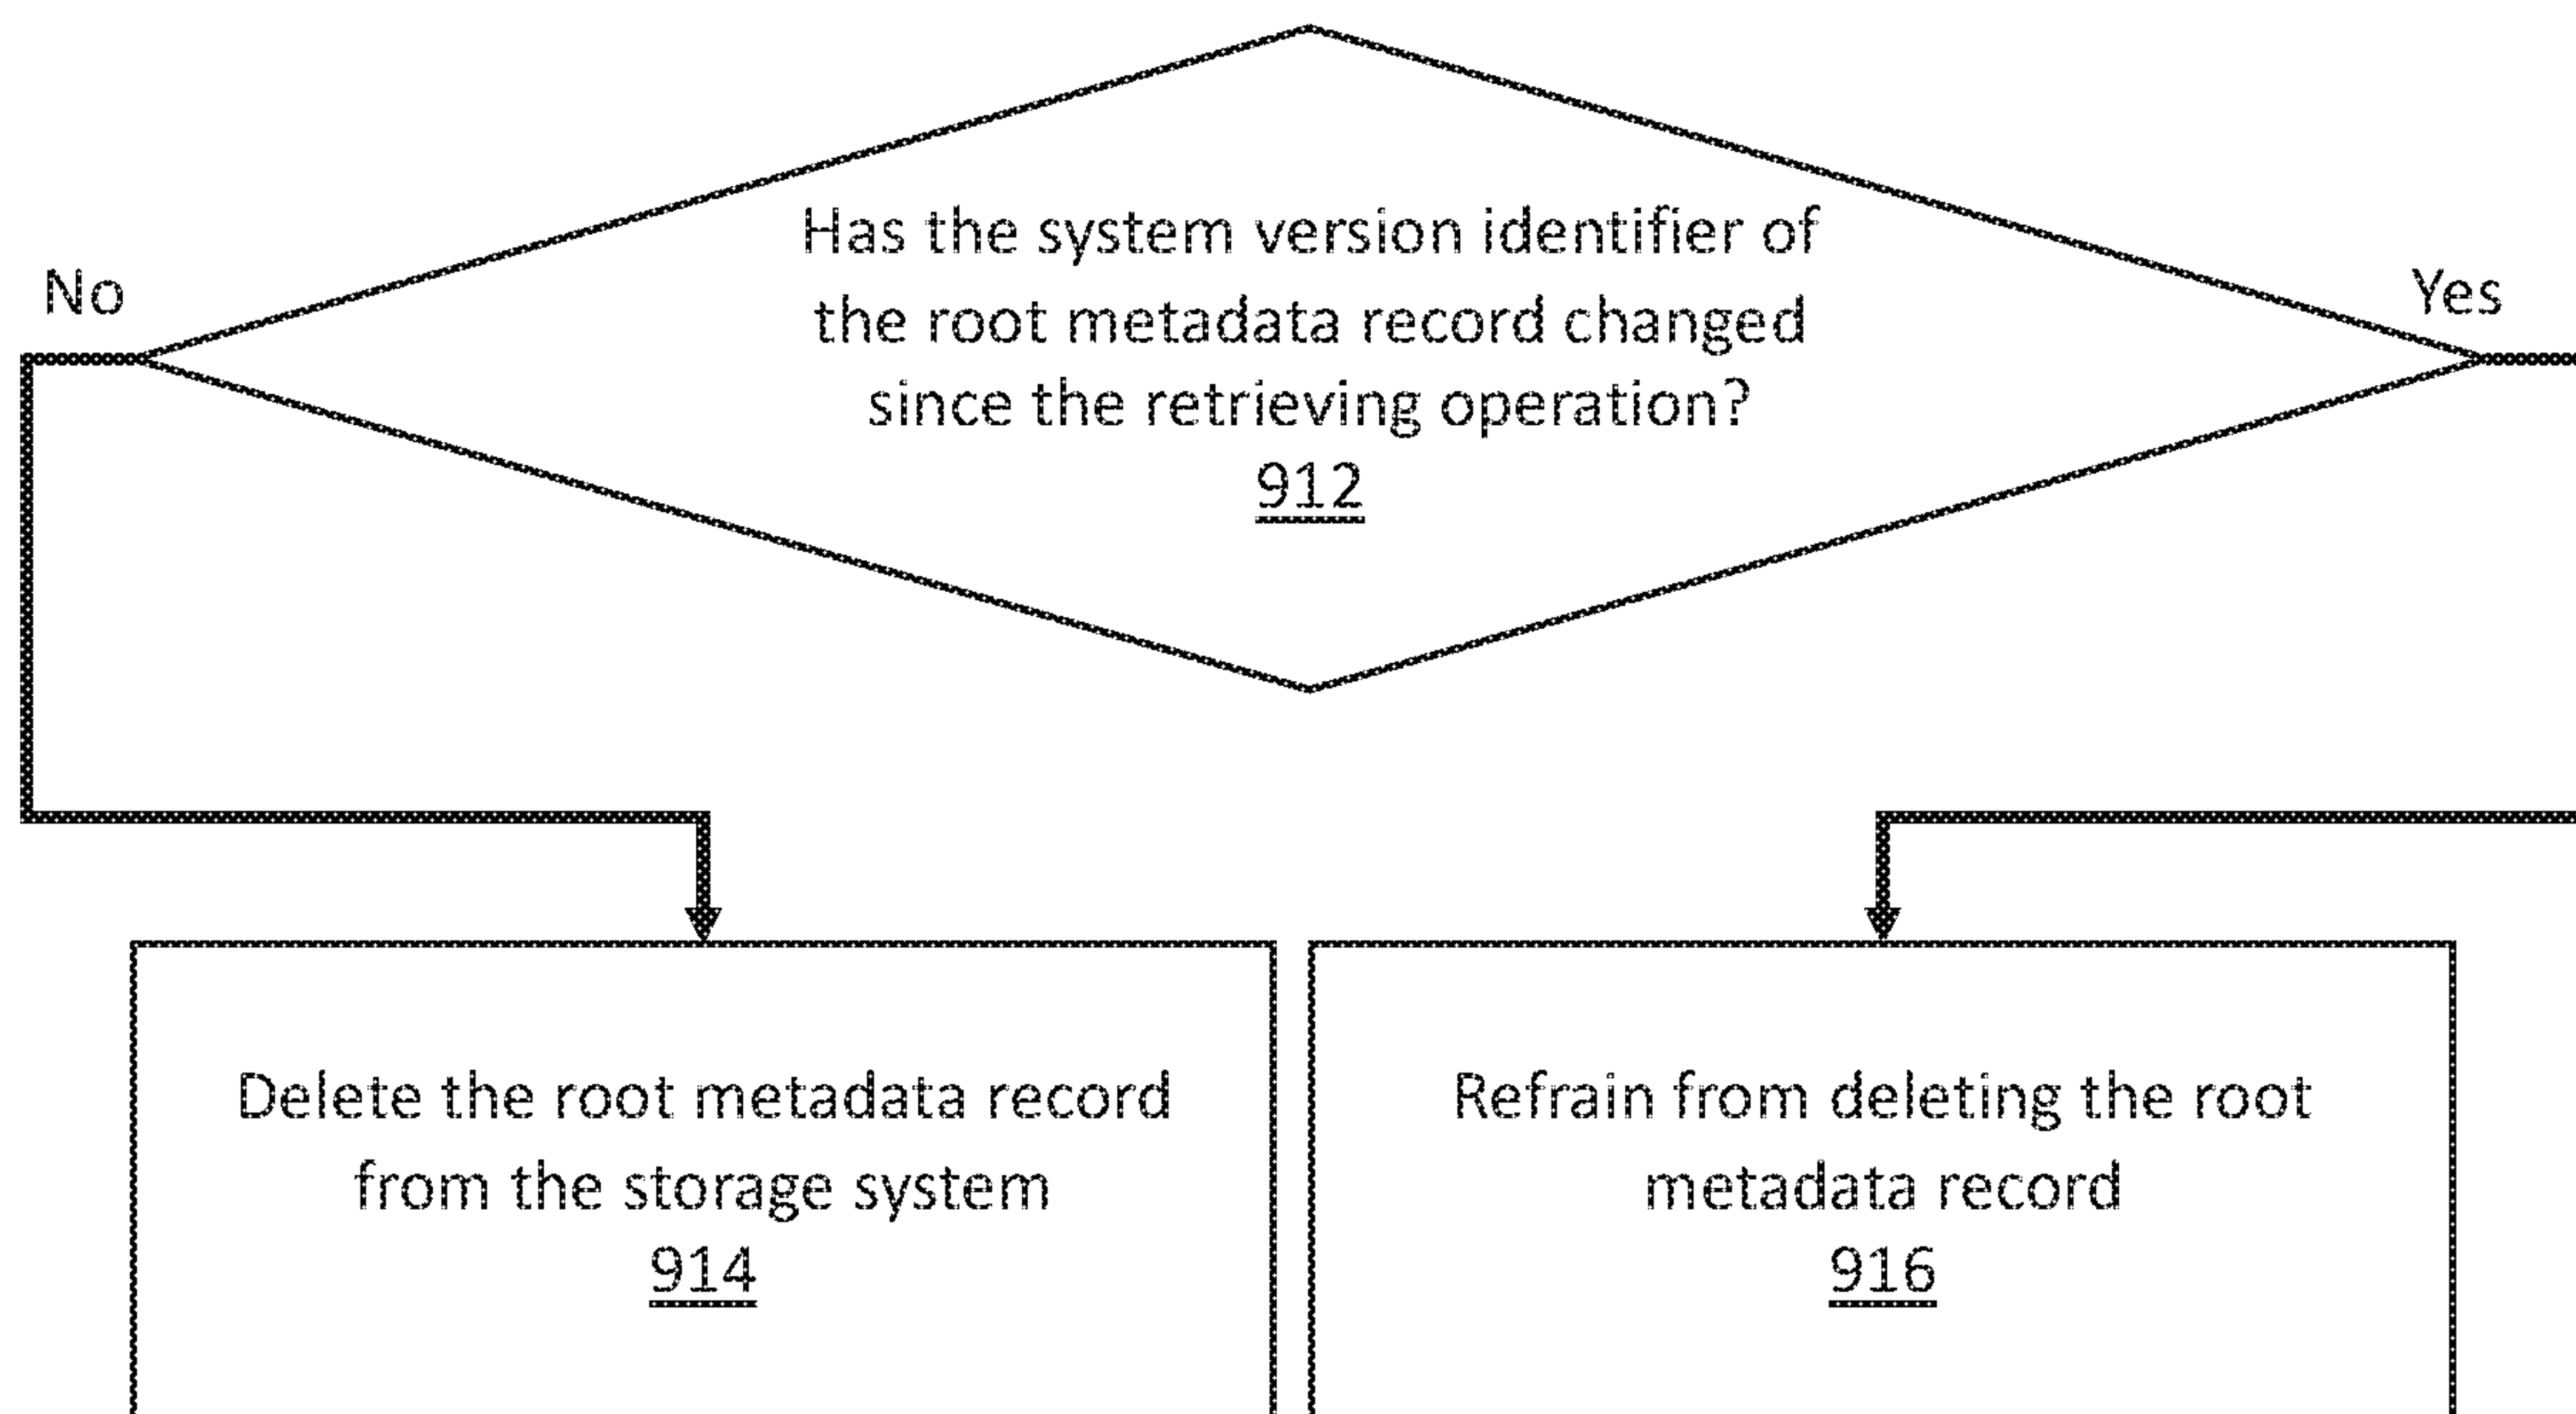 Has the system version identifier of
the root metadata record changed
since the retrieving operation?
912
No
Yes
Delete the root metadata record
from the storage system
914
Refrain from deleting the root
metadata record
916